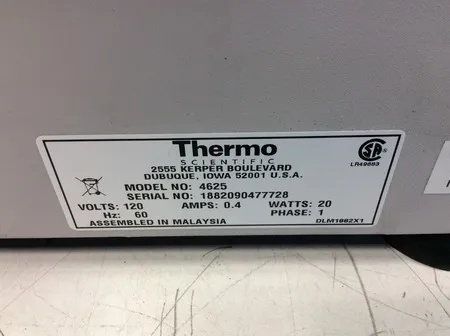 Thermo
SCIENTIFIC
2555 KERPER BOULEVARD
DUBUQUE, IOWA 52001 U.S.A.
MODEL NO: 4625
SERIAL NO: 1882090477728
VOLTS: 120 AMPS: 0.4 WATTS: 20
Hz: 60 PHASE: 1
ASSEMBLED IN MALAYSIA
DLM1882X1
LR49883